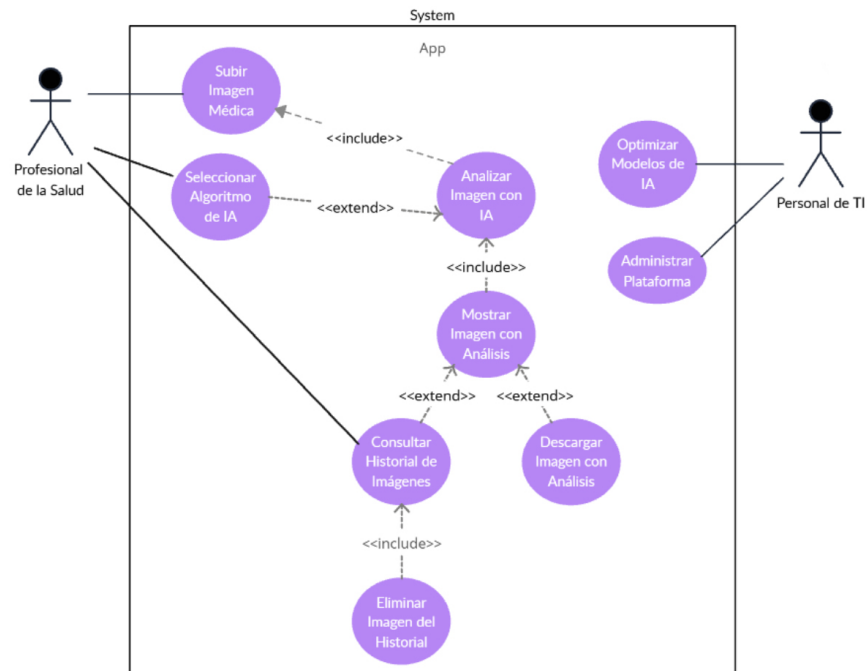 System
App
Subir
Imagen
Médica
<<include>>
Profesional
de la Salud
Seleccionar
Algoritmo
de IA
<<extend>>
Analizar
Imagen con
IA
Optimizar
Modelos de
IA
Personal de TI
<<include>>
Administrar
Plataforma
Mostrar
Imagen con
Análisis
<<extend>>
<<extend>>
Consultar
Historial de
Imágenes
Descargar
Imagen con
Análisis
<<include>>
Eliminar
Imagen del
Historial